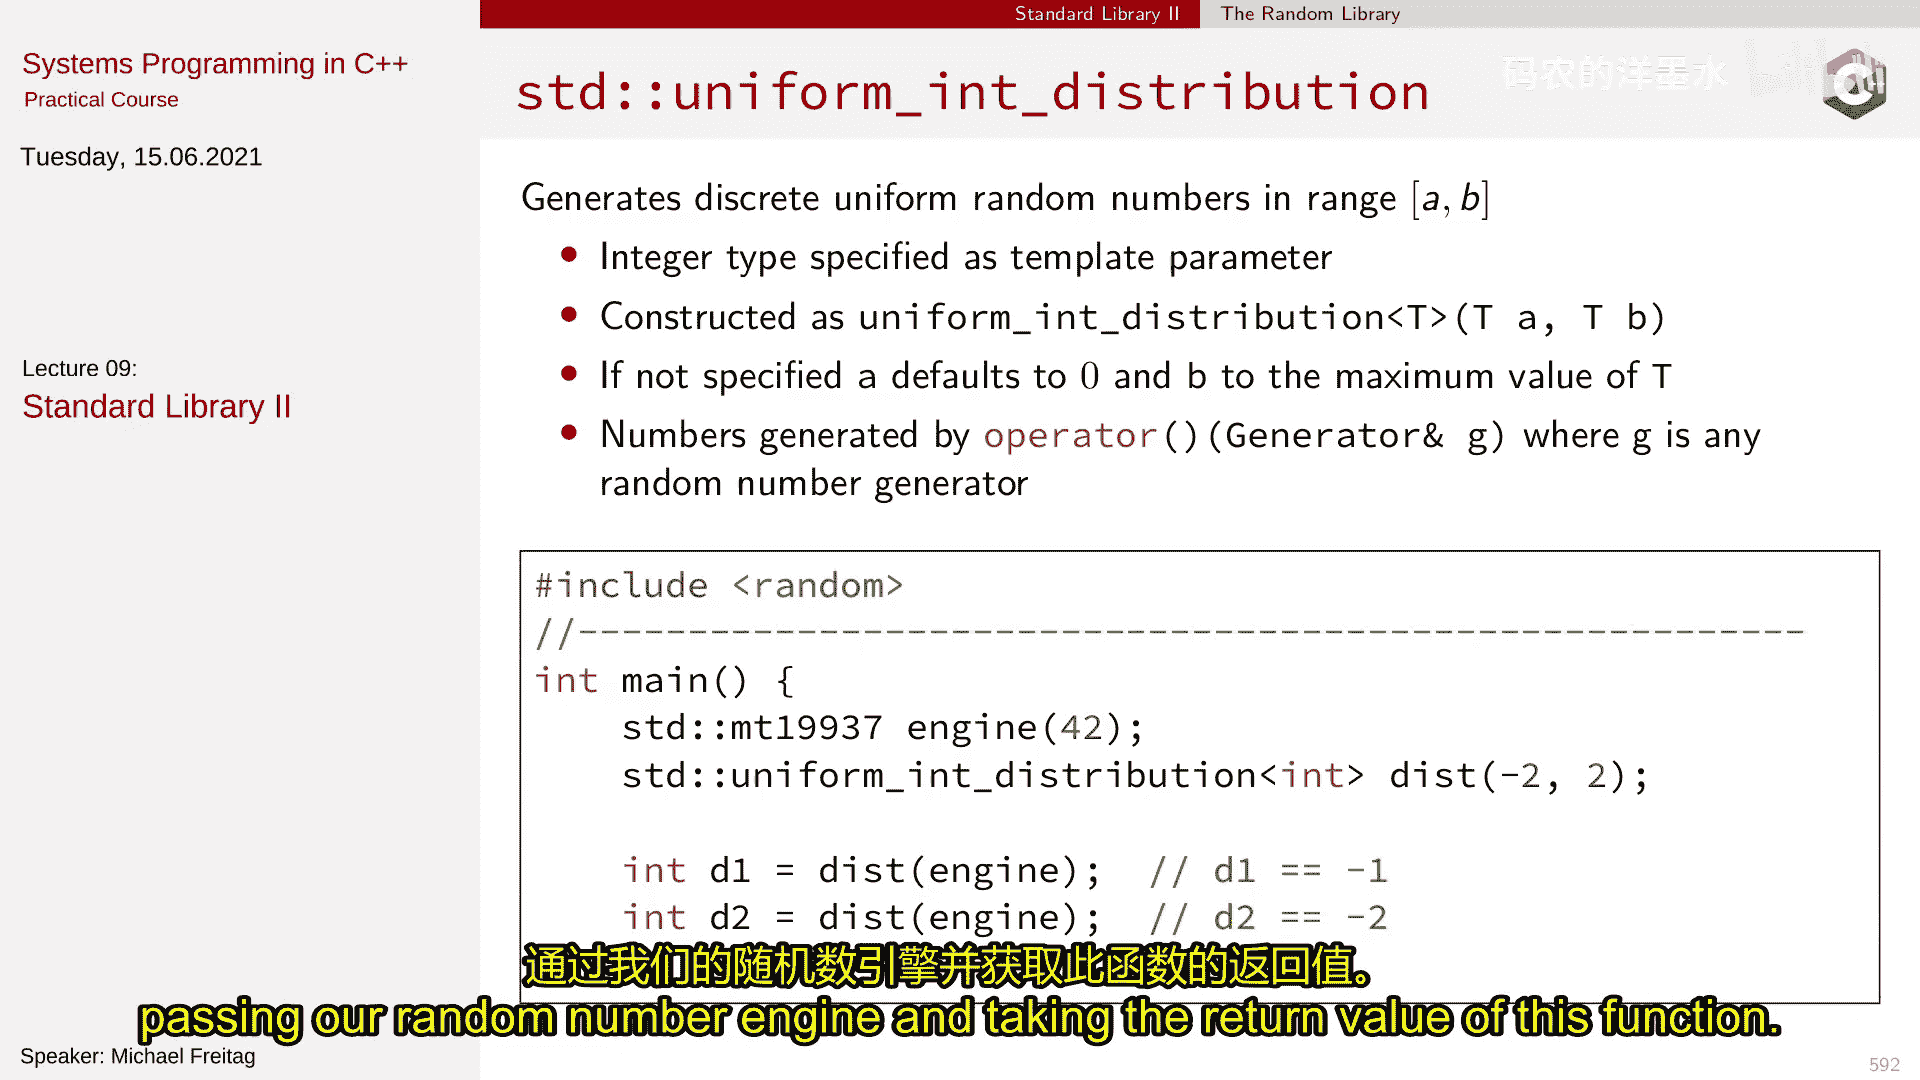 Standard Library II
The Random Library
Systems Programming in C++
Practical Course
Tuesday, 15.06.2021
Lecture 09:
Standard Library II
std::uniform_int_distribution
码农的洋墨水
Generates discrete uniform random numbers in range [a, b]
• Integer type specified as template parameter
• Constructed as uniform_int_distribution<T>(T a, T b)
• If not specified a defaults to 0 and b to the maximum value of T
• Numbers generated by operator()(Generator& g) where g is any
random number generator
#include <random>
//---------------------------------------------------------
int main() {
    std::mt19937 engine(42);
    std::uniform_int_distribution<int> dist(-2, 2);
    int d1 = dist(engine);  // d1 == -1
    int d2 = dist(engine);  // d2 == -2
通过我们的随机数引擎并获取此函数的返回值。
passing our random number engine and taking the return value of this function.
Speaker: Michael Freitag
592